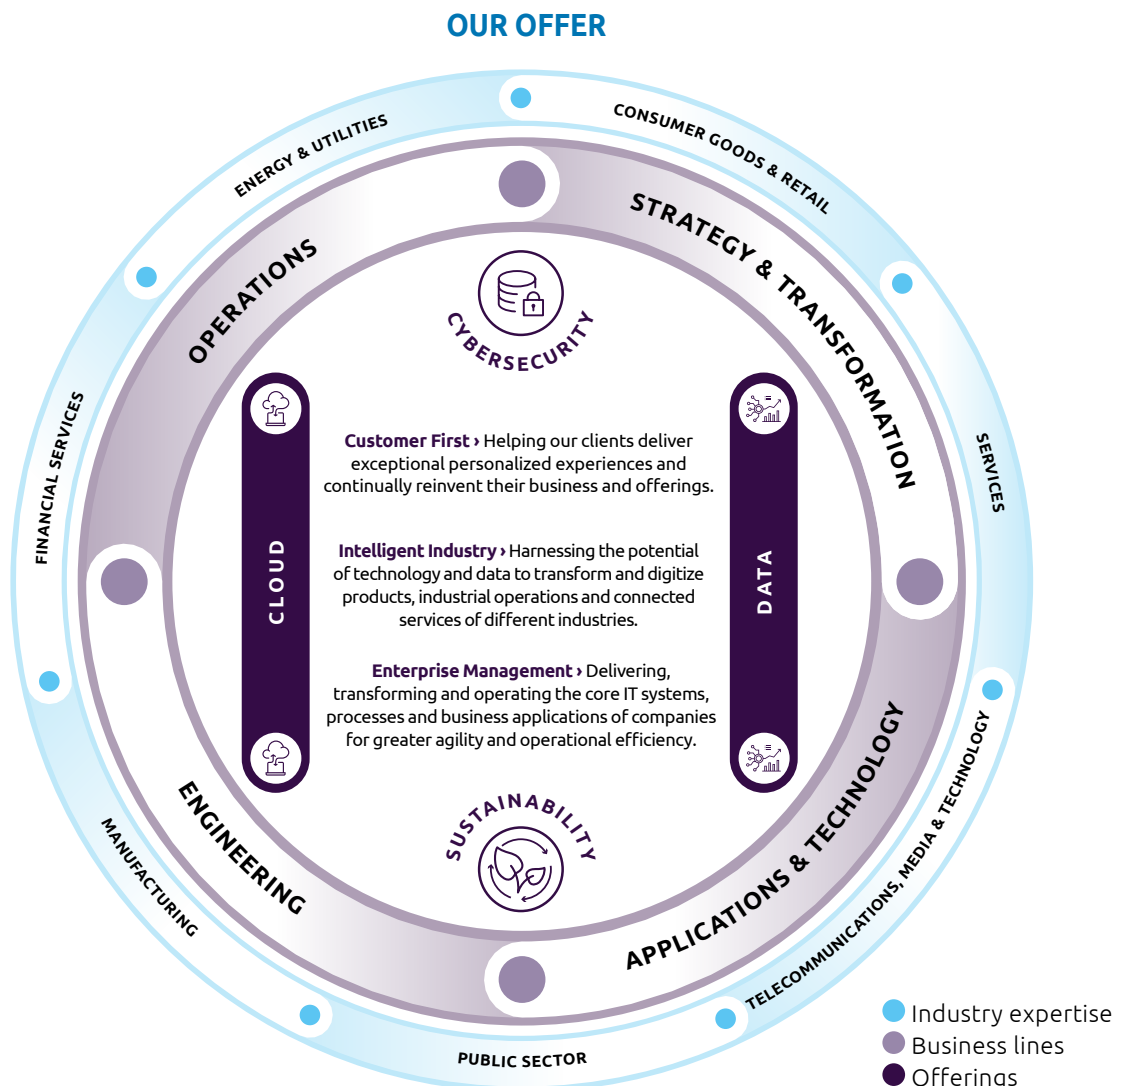 OUR OFFER
CONSUMER GOODS & RETAIL
SERVICES
TELECOMMUNICATIONS, MEDIA & TECHNOLOGY
PUBLIC SECTOR
MANUFACTURING
FINANCIAL SERVICES
ENERGY & UTILITIES
STRATEGY & TRANSFORMATION
APPLICATIONS & TECHNOLOGY
ENGINEERING
OPERATIONS
CYBERSECURITY
CLOUD
Customer First › Helping our clients deliver
exceptional personalized experiences and
continually reinvent their business and offerings.
Intelligent Industry › Harnessing the potential
of technology and data to transform and digitize
products, industrial operations and connected
services of different industries.
Enterprise Management › Delivering,
transforming and operating the core IT systems,
processes and business applications of companies
for greater agility and operational efficiency.
DATA
SUSTAINABILITY
Industry expertise
Business lines
Offerings